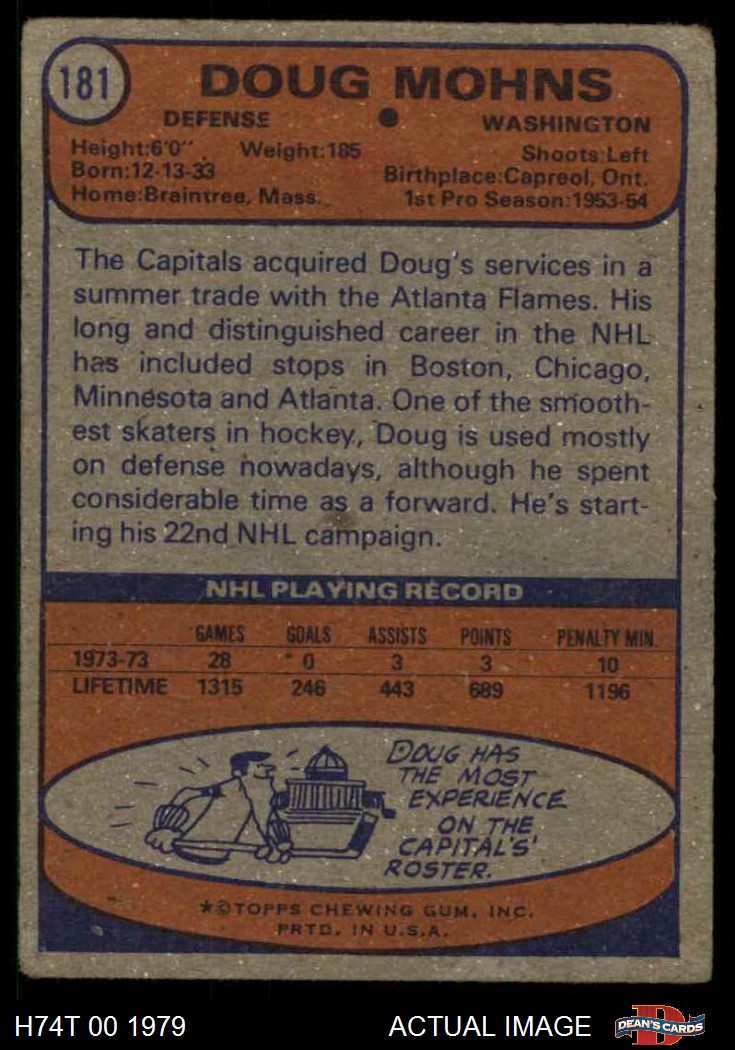 181
DOUG MOHNS
DEFENSE • WASHINGTON
Height:6'0" Weight:185 Shoots:Left
Born:12-13-33 Birthplace:Capreol, Ont.
Home:Braintree, Mass. 1st Pro Season:1953-54
The Capitals acquired Doug's services in a
summer trade with the Atlanta Flames. His
long and distinguished career in the NHL
has included stops in Boston, Chicago,
Minnesota and Atlanta. One of the smooth-
est skaters in hockey, Doug is used mostly
on defense nowadays, although he spent
considerable time as a forward. He's start-
ing his 22nd NHL campaign.
NHL PLAYING RECORD
GAMES GOALS ASSISTS POINTS PENALTY MIN.
1973-73 28 0 3 3 10
LIFETIME 1315 246 443 689 1196
DOUG HAS
THE MOST
EXPERIENCE
ON THE
CAPITAL'S'
ROSTER.
*©TOPPS CHEWING GUM, INC.
PRTD. IN U.S.A.
H74T 00 1979 ACTUAL IMAGE
D
DEAN'S CARDS